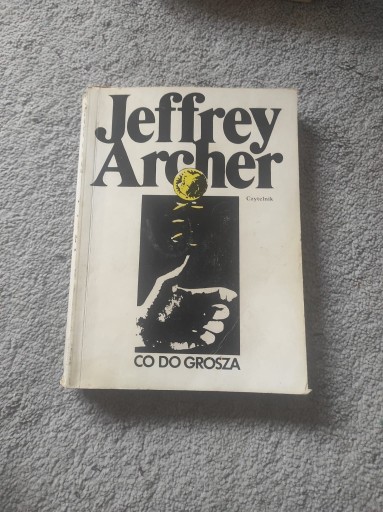 Jeffrey
Archer
Czytelnik
CO DO GROSZA